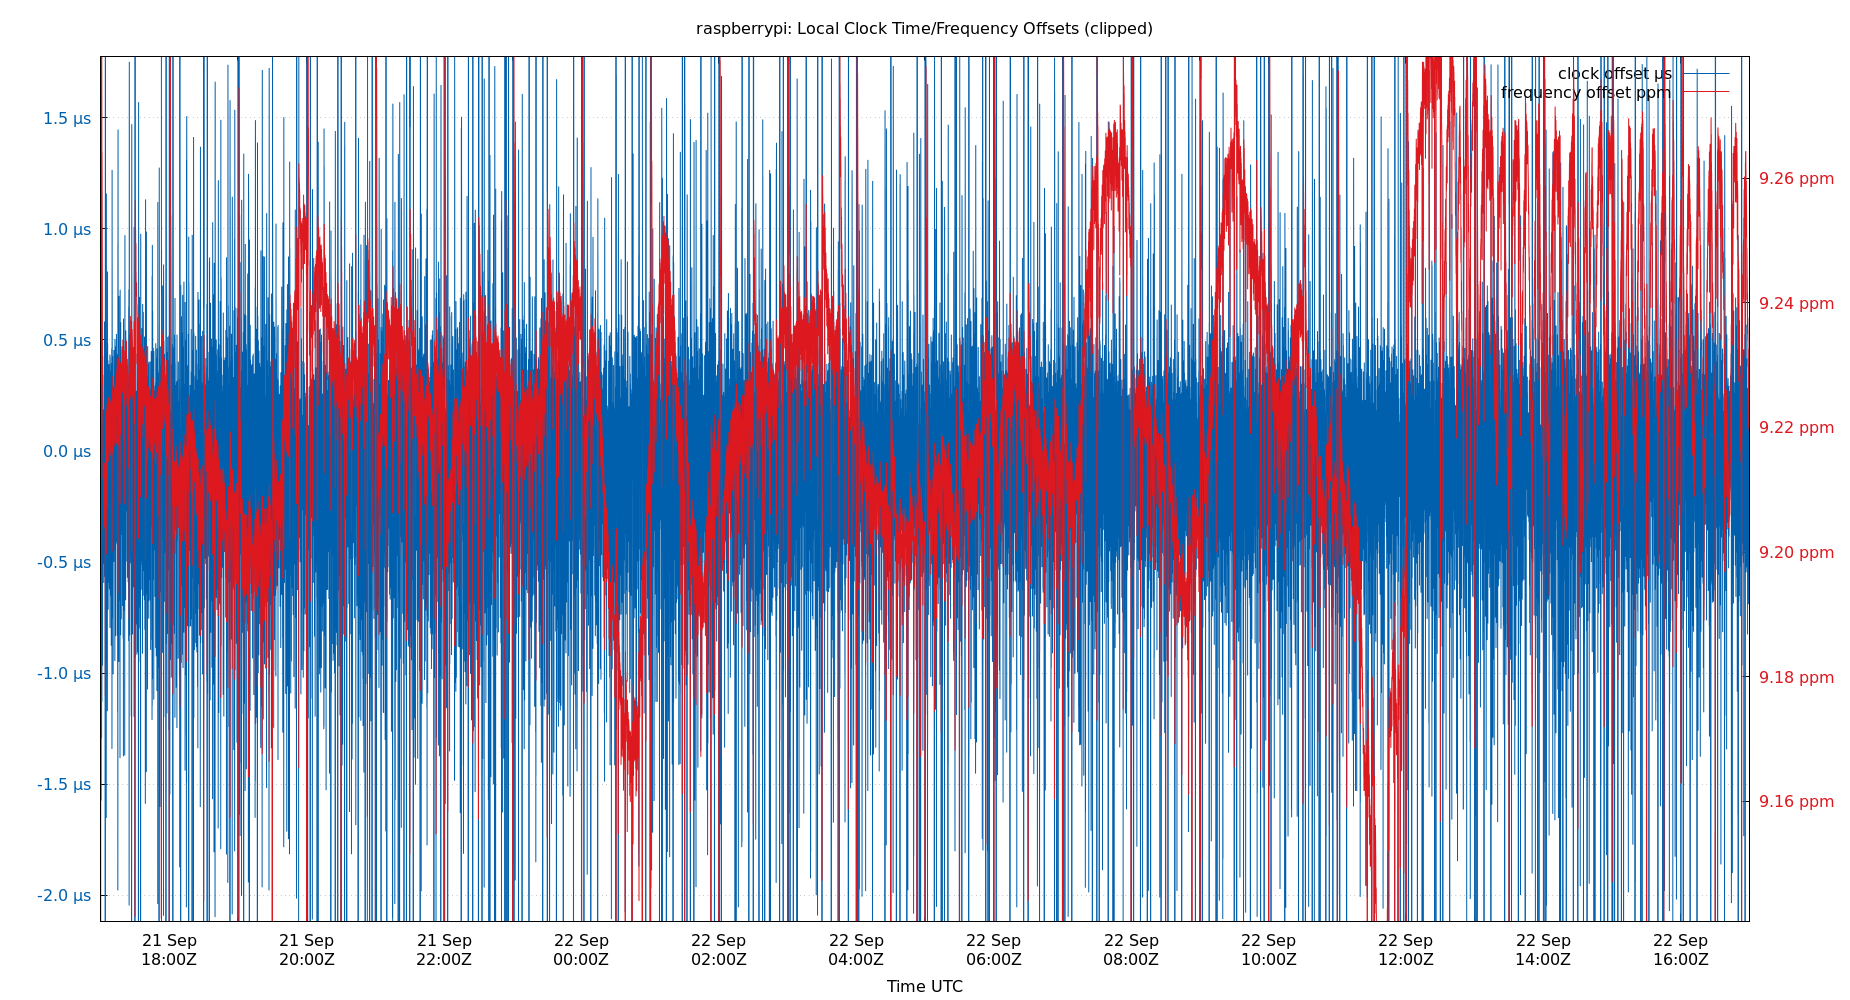 raspberrypi: Local Clock Time/Frequency Offsets (clipped)
clock offset µs
frequency offset ppm
1.5 µs
1.0 µs
0.5 µs
0.0 µs
-0.5 µs
-1.0 µs
-1.5 µs
-2.0 µs
9.26 ppm
9.24 ppm
9.22 ppm
9.20 ppm
9.18 ppm
9.16 ppm
21 Sep 21 Sep 21 Sep 22 Sep 22 Sep 22 Sep 22 Sep 22 Sep 22 Sep 22 Sep 22 Sep 22 Sep
18:00Z 20:00Z 22:00Z 00:00Z 02:00Z 04:00Z 06:00Z 08:00Z 10:00Z 12:00Z 14:00Z 16:00Z
Time UTC